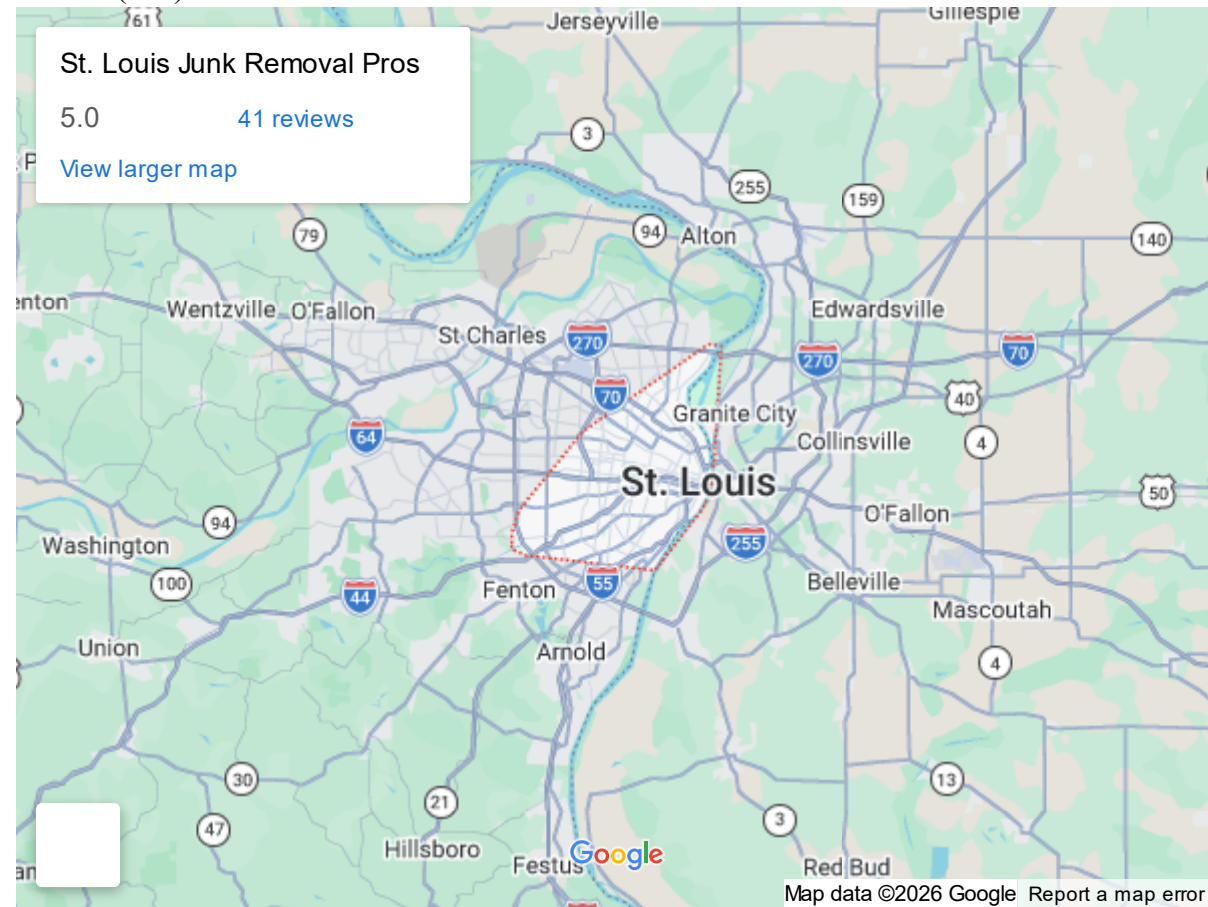 61
Jerseyville
Gillespie
St. Louis Junk Removal Pros
5.0 41 reviews
View larger map
3
255
159
79
94
Alton
140
Wentzville
O'Fallon
Edwardsville
St Charles
270
270
70
70
40
Granite City
64
Collinsville
4
St. Louis
50
94
O'Fallon
Washington
255
100
Fenton
55
Belleville
44
Mascoutah
Union
Arnold
4
30
13
21
47
3
Hillsboro
Festus
Google
Red Bud
Map data ©2026 Google
Report a map error